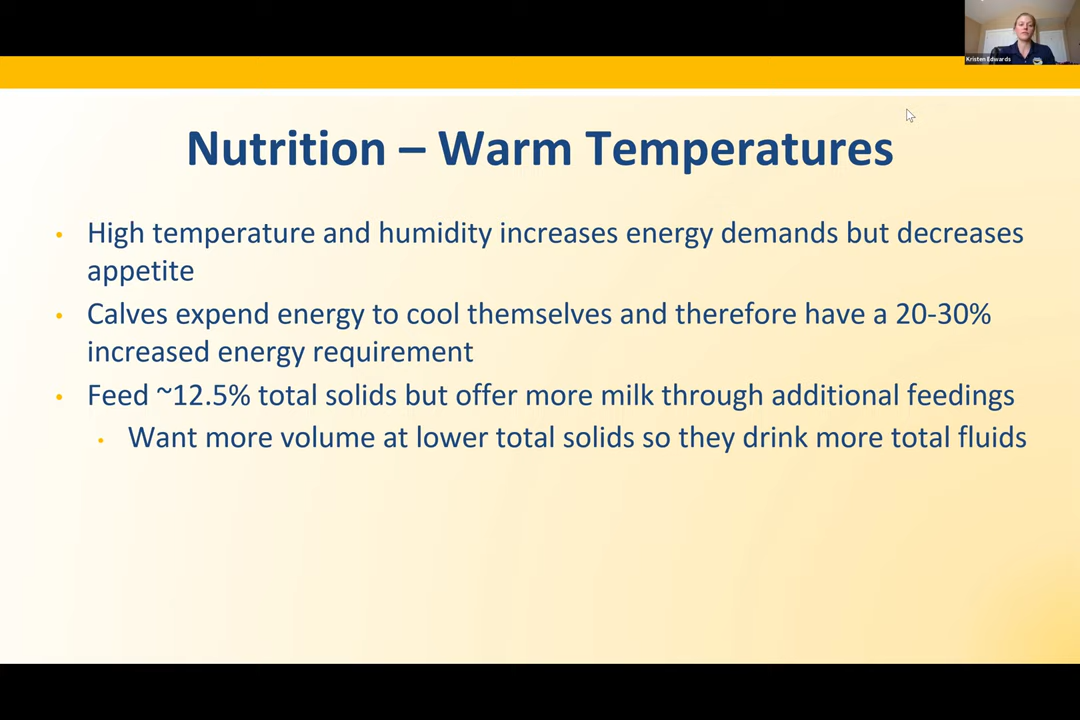 Kristen Edwards
Nutrition – Warm Temperatures
• High temperature and humidity increases energy demands but decreases
appetite
• Calves expend energy to cool themselves and therefore have a 20-30%
increased energy requirement
• Feed ~12.5% total solids but offer more milk through additional feedings
• Want more volume at lower total solids so they drink more total fluids